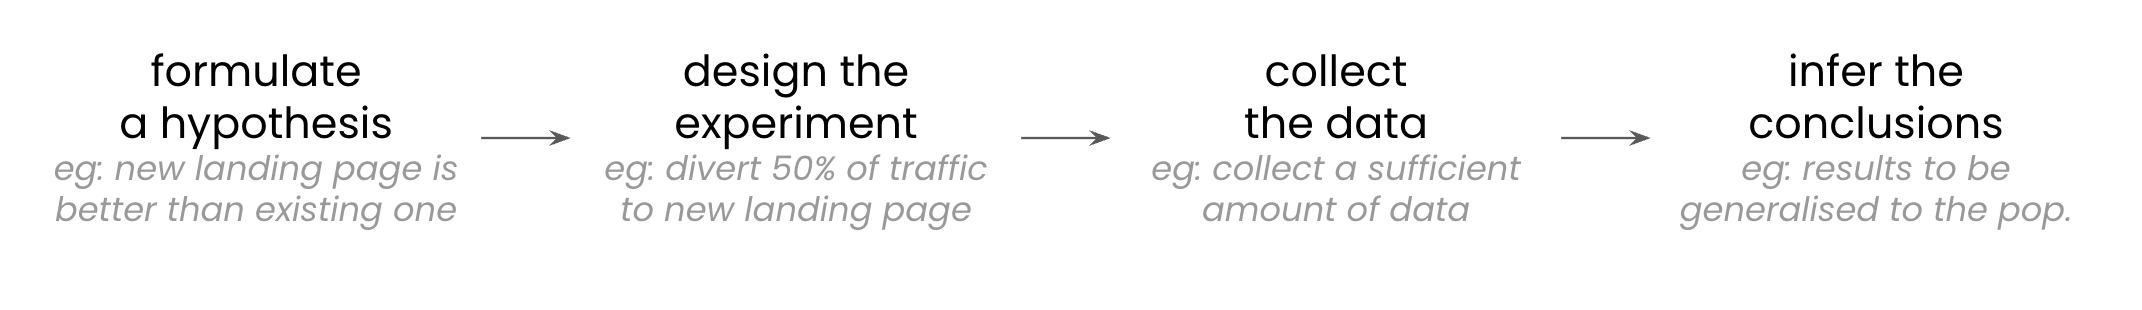 formulate
a hypothesis
eg: new landing page is
better than existing one
design the
experiment
eg: divert 50% of traffic
to new landing page
collect
the data
eg: collect a sufficient
amount of data
infer the
conclusions
eg: results to be
generalised to the pop.